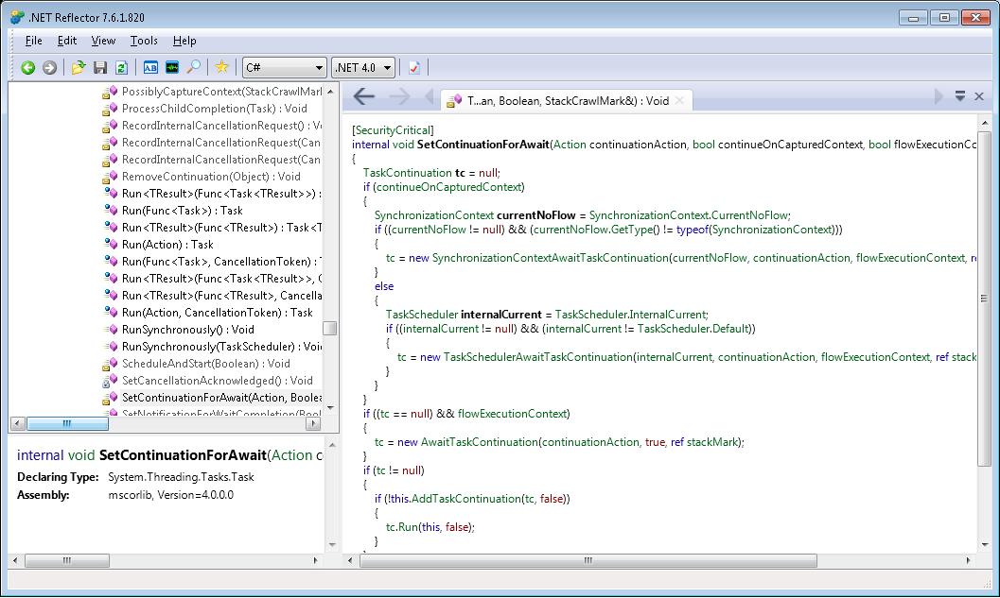 .NET Reflector 7.6.1.820
File Edit View Tools Help
C# .NET 4.0
PossiblyCaptureContext(StackCrawlMark
ProcessChildCompletion(Task) : Void
RecordInternalCancellationRequest() : Vo
RecordInternalCancellationRequest(Can
RecordInternalCancellationRequest(Can
RemoveContinuation(Object) : Void
Run<TResult>(Func<Task<TResult>>) :
Run(Func<Task>) : Task
Run<TResult>(Func<TResult>) : Task<T
Run(Action) : Task
Run(Func<Task>, CancellationToken) : T
Run<TResult>(Func<Task<TResult>>, C
Run<TResult>(Func<TResult>, Cancella
Run(Action, CancellationToken) : Task
RunSynchronously() : Void
RunSynchronously(TaskScheduler) : Voi
ScheduleAndStart(Boolean) : Void
SetCancellationAcknowledged() : Void
SetContinuationForAwait(Action, Boolea
SetNotificationForWaitCompletion(Bool
internal void SetContinuationForAwait(Action c
Declaring Type: System.Threading.Tasks.Task
Assembly: mscorlib, Version=4.0.0.0
T...an, Boolean, StackCrawlMark&) : Void
[SecurityCritical]
internal void SetContinuationForAwait(Action continuationAction, bool continueOnCapturedContext, bool flowExecutionCo
{
TaskContinuation tc = null;
if (continueOnCapturedContext)
{
SynchronizationContext currentNoFlow = SynchronizationContext.CurrentNoFlow;
if ((currentNoFlow != null) && (currentNoFlow.GetType() != typeof(SynchronizationContext)))
{
tc = new SynchronizationContextAwaitTaskContinuation(currentNoFlow, continuationAction, flowExecutionContext, re
}
else
{
TaskScheduler internalCurrent = TaskScheduler.InternalCurrent;
if ((internalCurrent != null) && (internalCurrent != TaskScheduler.Default))
{
tc = new TaskSchedulerAwaitTaskContinuation(internalCurrent, continuationAction, flowExecutionContext, ref stack
}
}
}
if ((tc == null) && flowExecutionContext)
{
tc = new AwaitTaskContinuation(continuationAction, true, ref stackMark);
}
if (tc != null)
{
if (!this.AddTaskContinuation(tc, false))
{
tc.Run(this, false);
}